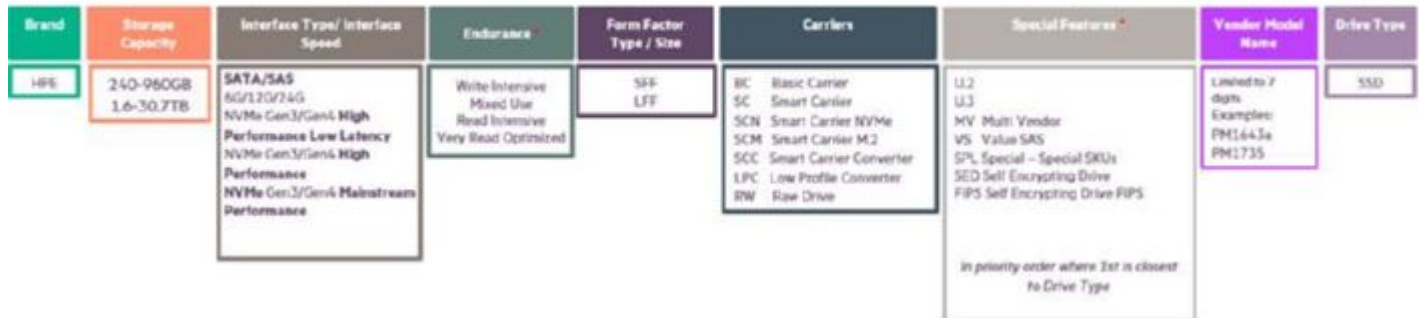 Brand
Storage
Capacity
Interface Type/ Interface
Speed
Endurance*
Form Factor
Type / Size
Carriers
Special Features*
Vendor Model
Name
Drive Type
HPE
240-960GB
1.6-30.7TB
SATA/SAS
6G/12G/24G
NVMe Gen3/Gen4 High
Performance Low Latency
NVMe Gen3/Gen4 High
Performance
NVMe Gen3/Gen4 Mainstream
Performance
Write Intensive
Mixed Use
Read Intensive
Very Read Optimized
SFF
LFF
BC Basic Carrier
SC Smart Carrier
SCN Smart Carrier NVMe
SCM Smart Carrier M.2
SCC Smart Carrier Converter
LPC Low Profile Converter
RW Raw Drive
U.2
U.3
MV Multi Vendor
VS Value SAS
SPL Special – Special SKUs
SED Self Encrypting Drive
FIPS Self Encrypting Drive FIPS
In priority order where 1st is closest
to Drive Type
Limited to 7
digits
Examples:
PM1643a
PM1735
SSD